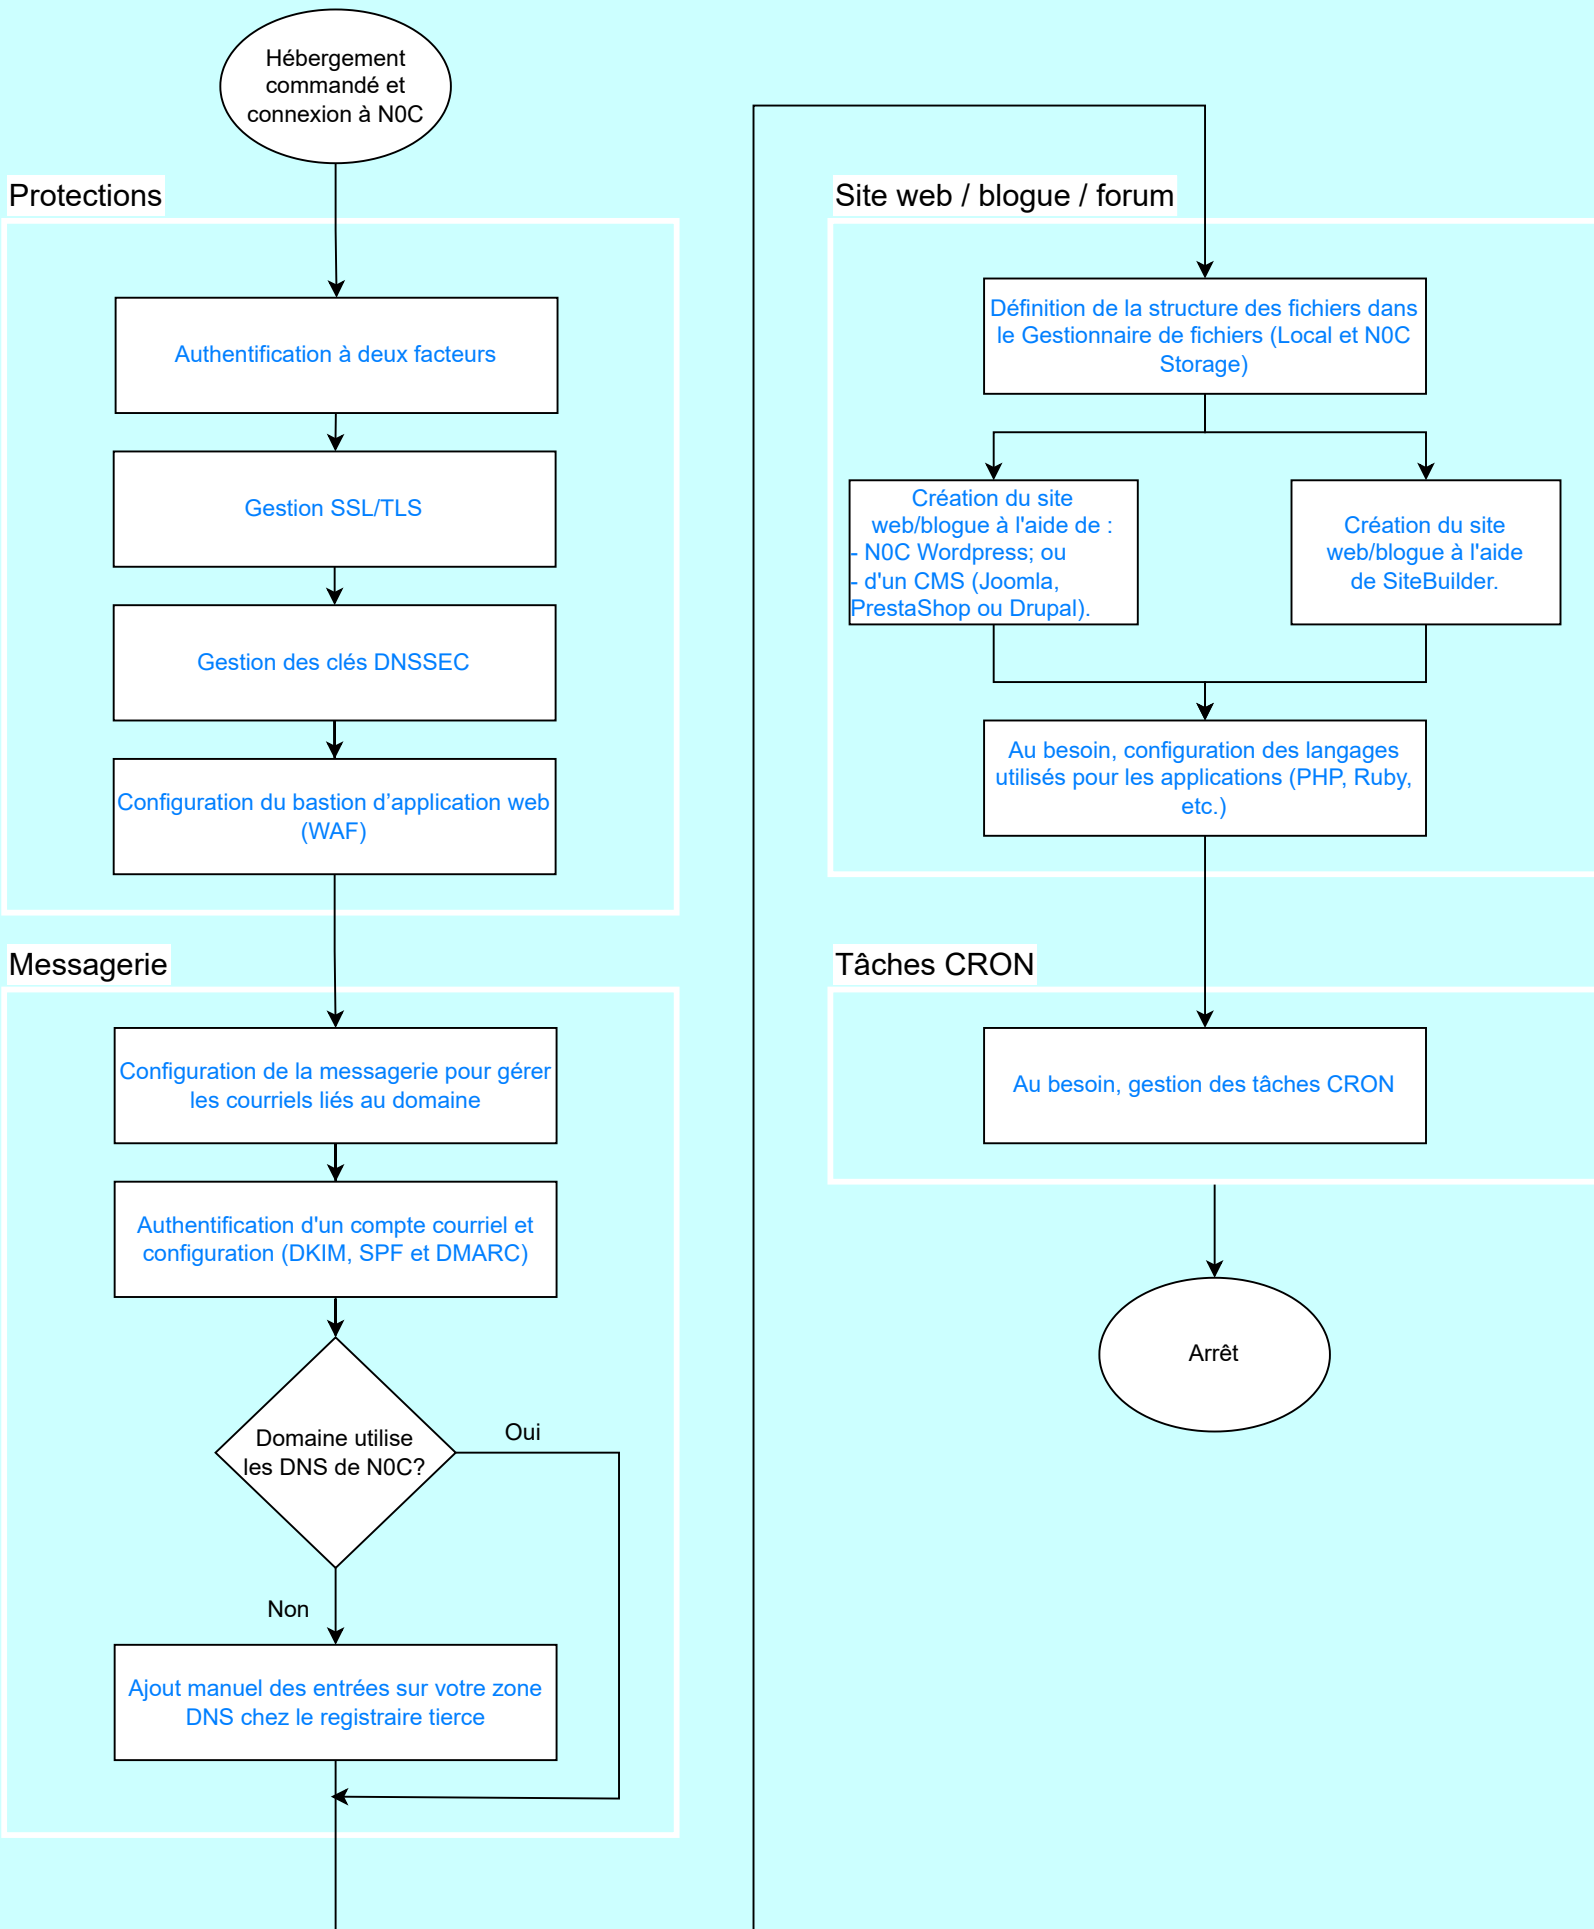 Hébergement
commandé et
connexion à N0C
Protections
Authentification à deux facteurs
Gestion SSL/TLS
Gestion des clés DNSSEC
Configuration du bastion d’application web
(WAF)
Messagerie
Configuration de la messagerie pour gérer
les courriels liés au domaine
Authentification d'un compte courriel et
configuration (DKIM, SPF et DMARC)
Domaine utilise
les DNS de N0C?
Oui
Non
Ajout manuel des entrées sur votre zone
DNS chez le registraire tierce
Site web / blogue / forum
Définition de la structure des fichiers dans
le Gestionnaire de fichiers (Local et N0C
Storage)
Création du site
web/blogue à l'aide de :
- N0C Wordpress; ou
- d'un CMS (Joomla,
PrestaShop ou Drupal).
Création du site
web/blogue à l'aide
de SiteBuilder.
Au besoin, configuration des langages
utilisés pour les applications (PHP, Ruby,
etc.)
Tâches CRON
Au besoin, gestion des tâches CRON
Arrêt